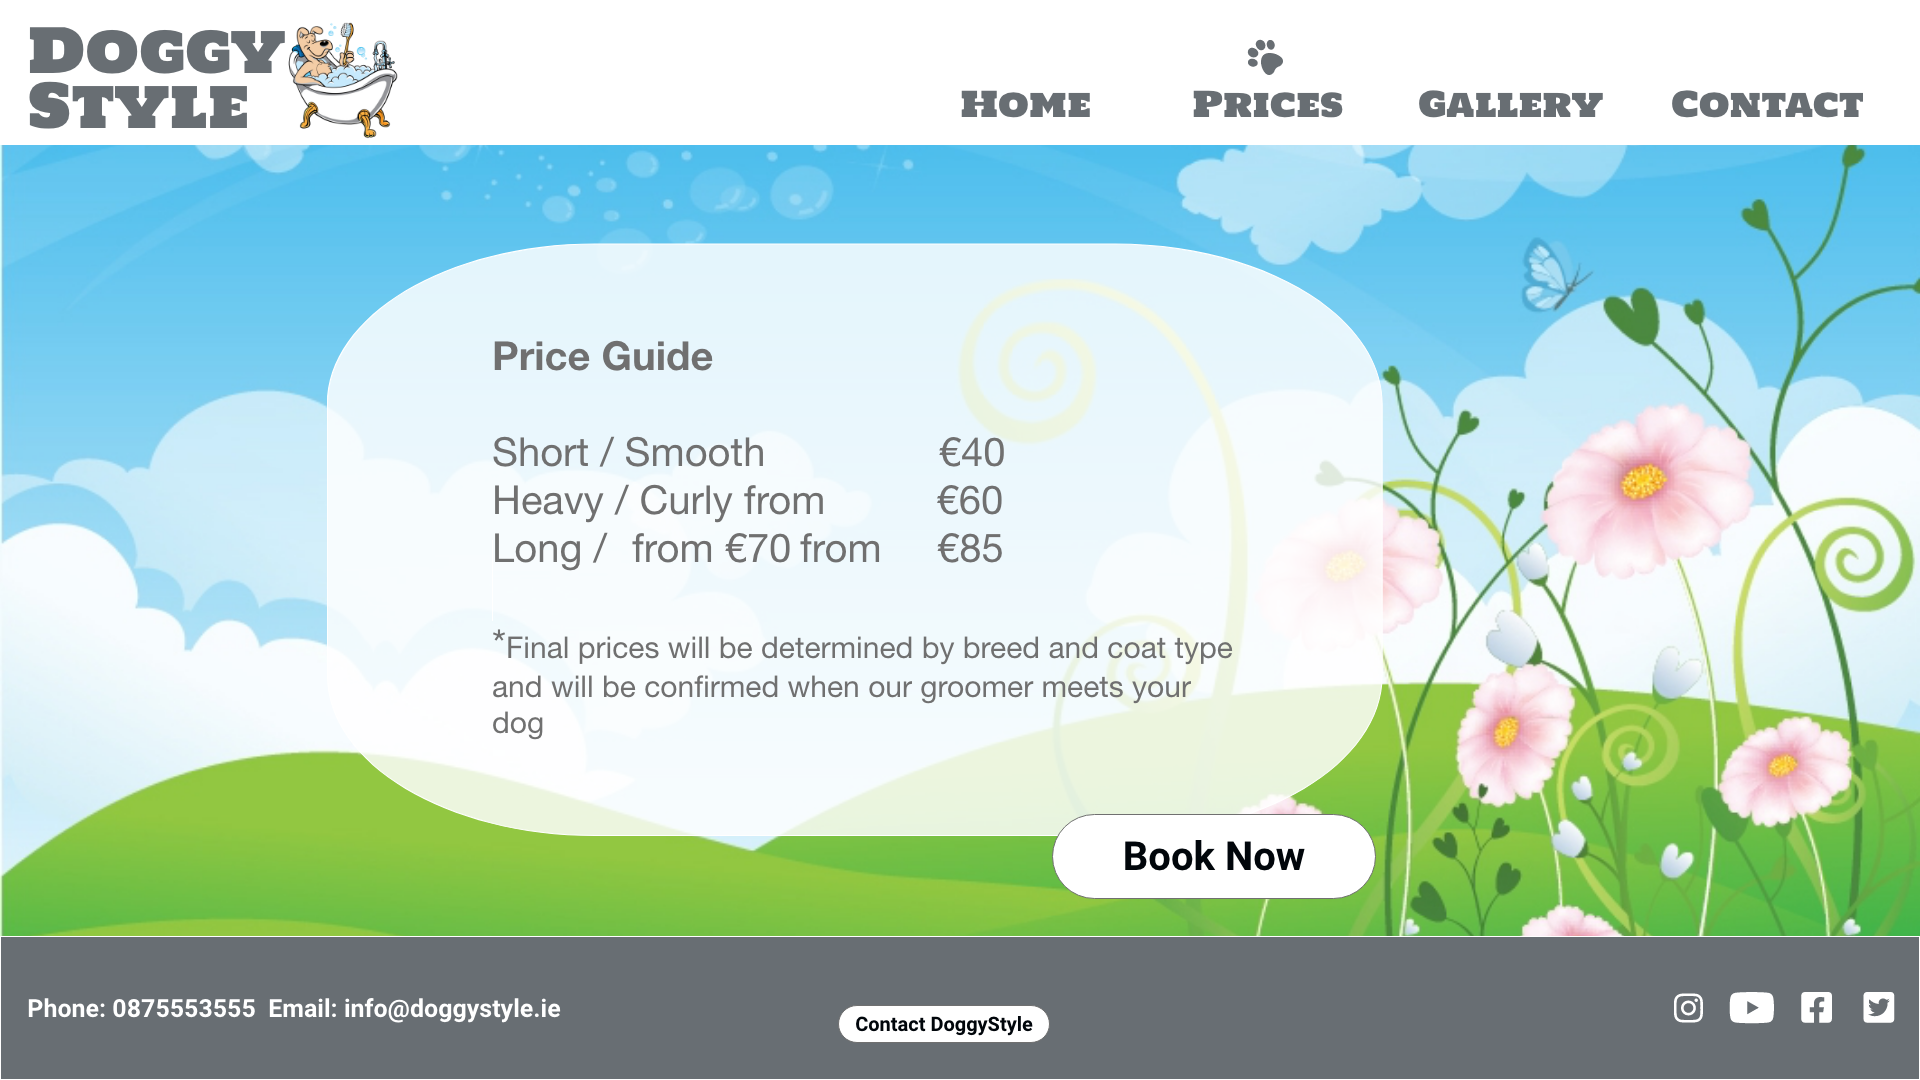 DOGGY
STYLE
HOME PRICES GALLERY CONTACT
Price Guide
Short / Smooth €40
Heavy / Curly from €60
Long / from €70 from €85
*Final prices will be determined by breed and coat type
and will be confirmed when our groomer meets your
dog
Book Now
Phone: 0875553555 Email: info@doggystyle.ie
Contact DoggyStyle